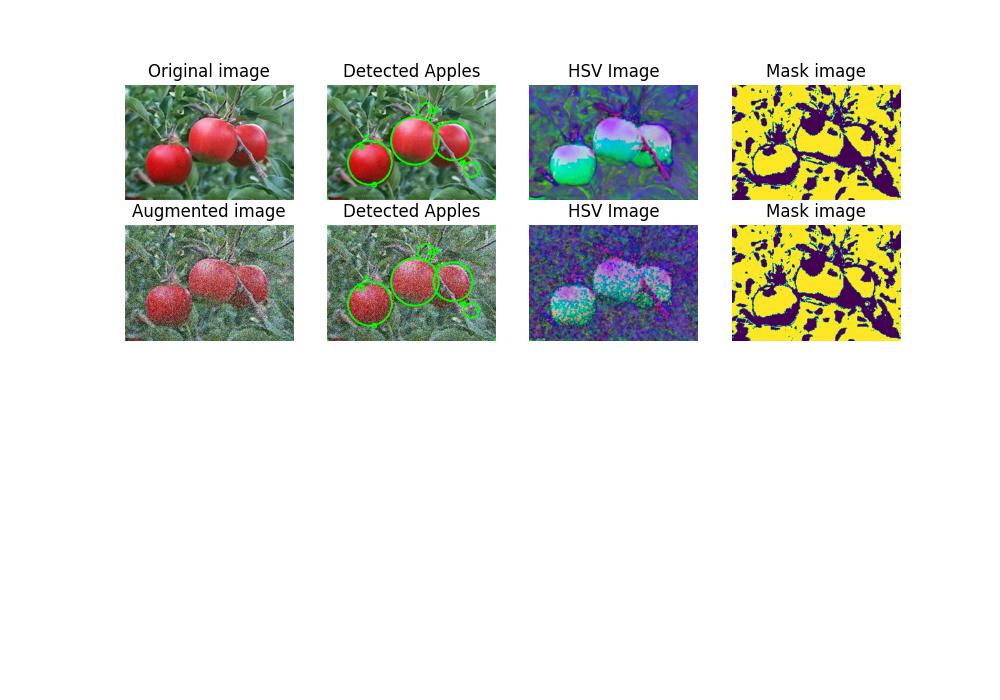 Original image
Detected Apples
HSV Image
Mask image
Augmented image
Detected Apples
HSV Image
Mask image